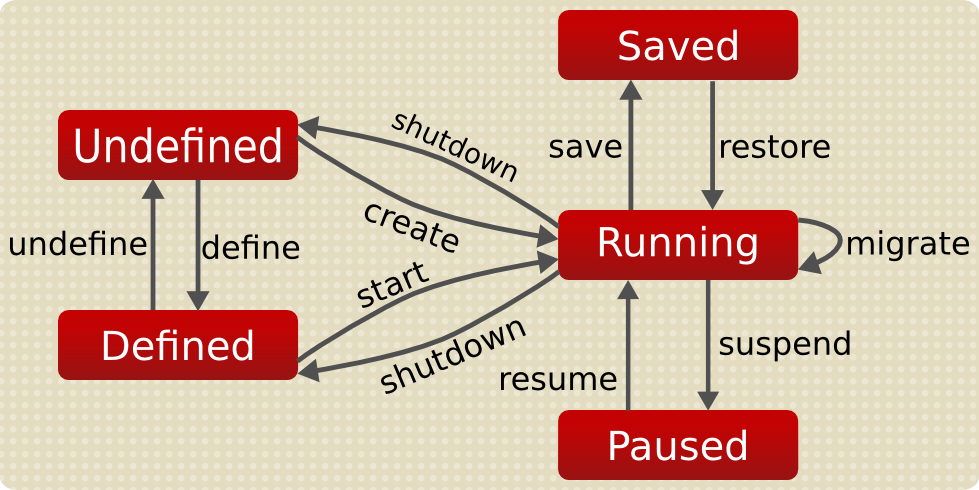 Saved
shutdown
Undefined
save
restore
create
undefine
define
Running
migrate
start
Defined
shutdown
suspend
resume
Paused